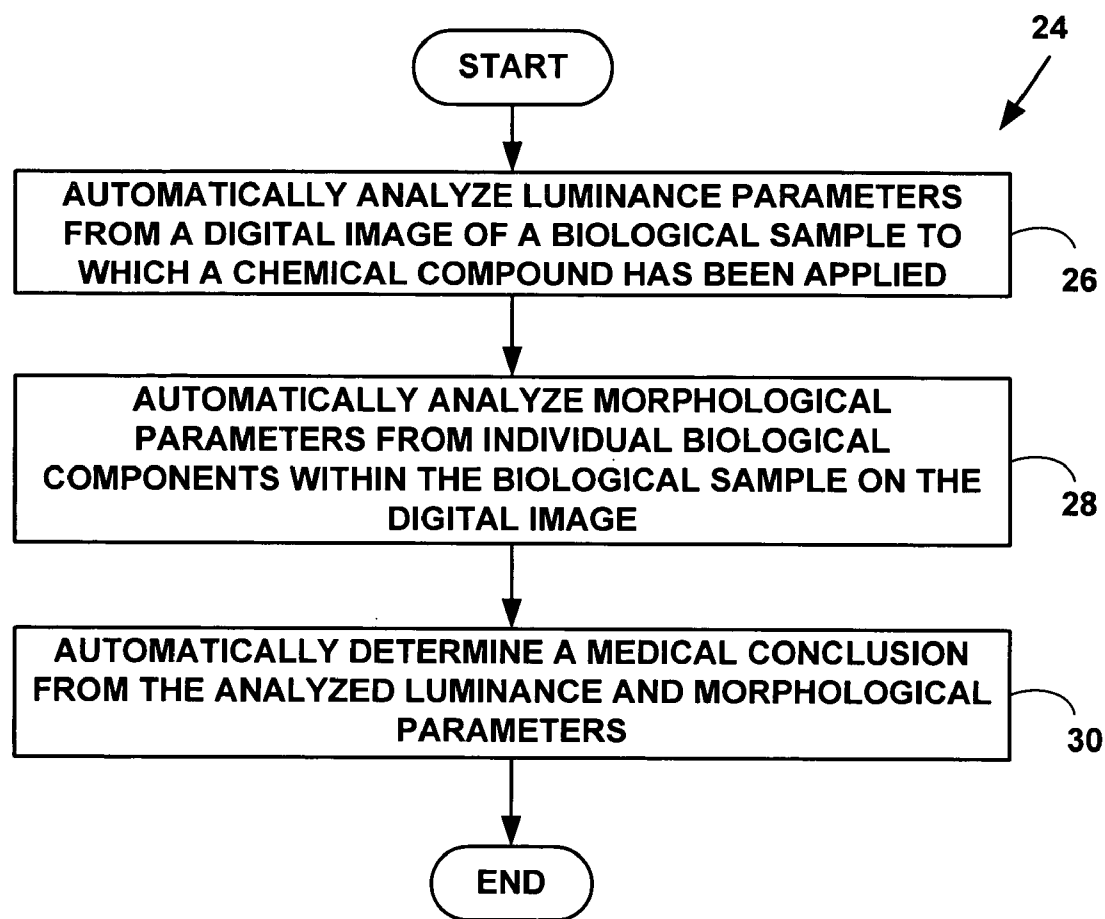 24
START
AUTOMATICALLY ANALYZE LUMINANCE PARAMETERS
FROM A DIGITAL IMAGE OF A BIOLOGICAL SAMPLE TO
WHICH A CHEMICAL COMPOUND HAS BEEN APPLIED
26
AUTOMATICALLY ANALYZE MORPHOLOGICAL
PARAMETERS FROM INDIVIDUAL BIOLOGICAL
COMPONENTS WITHIN THE BIOLOGICAL SAMPLE ON THE
DIGITAL IMAGE
28
AUTOMATICALLY DETERMINE A MEDICAL CONCLUSION
FROM THE ANALYZED LUMINANCE AND MORPHOLOGICAL
PARAMETERS
30
END